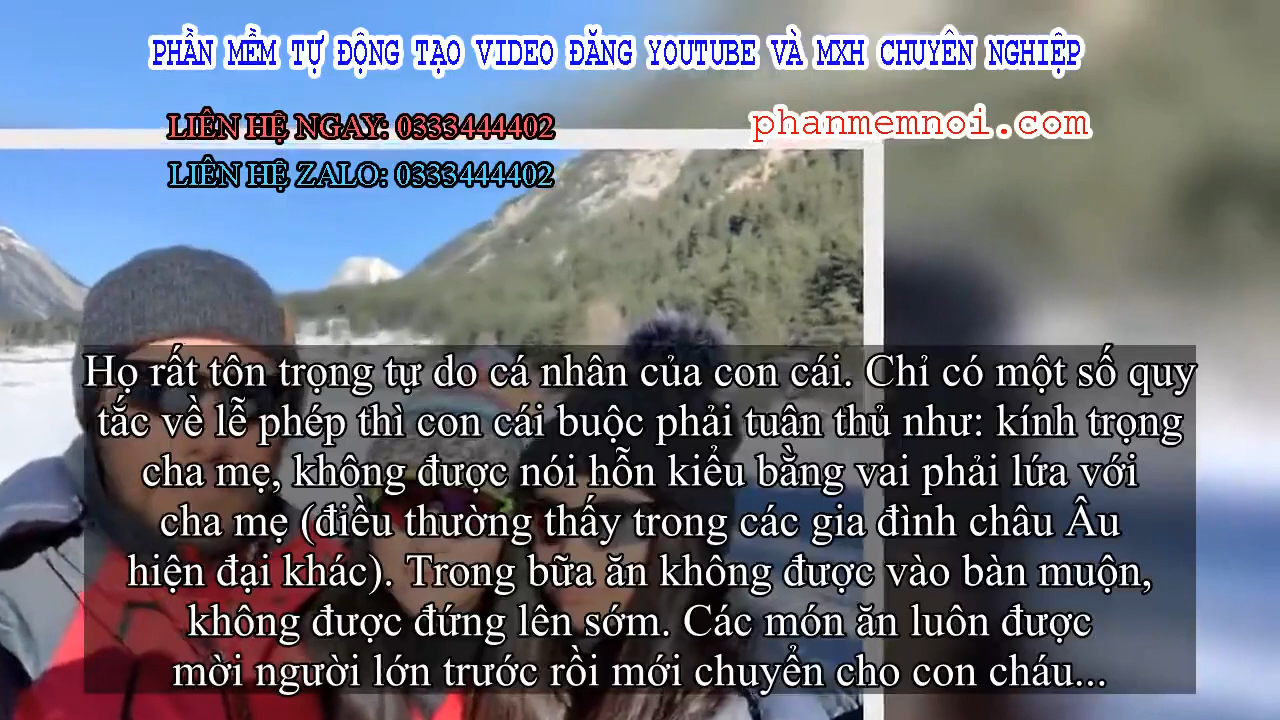 PHẦN MỀM TỰ ĐỘNG TẠO VIDEO ĐĂNG YOUTUBE VÀ MXH CHUYÊN NGHIỆP
LIÊN HỆ NGAY: 0333444402
phanmemnoi.com
LIÊN HỆ ZALO: 0333444402
Họ rất tôn trọng tự do cá nhân của con cái. Chỉ có một số quy
tắc về lễ phép thì con cái buộc phải tuân thủ như: kính trọng
cha mẹ, không được nói hỗn kiểu bằng vai phải lứa với
cha mẹ (điều thường thấy trong các gia đình châu Âu
hiện đại khác). Trong bữa ăn không được vào bàn muộn,
không được đứng lên sớm. Các món ăn luôn được
mời người lớn trước rồi mới chuyển cho con cháu...